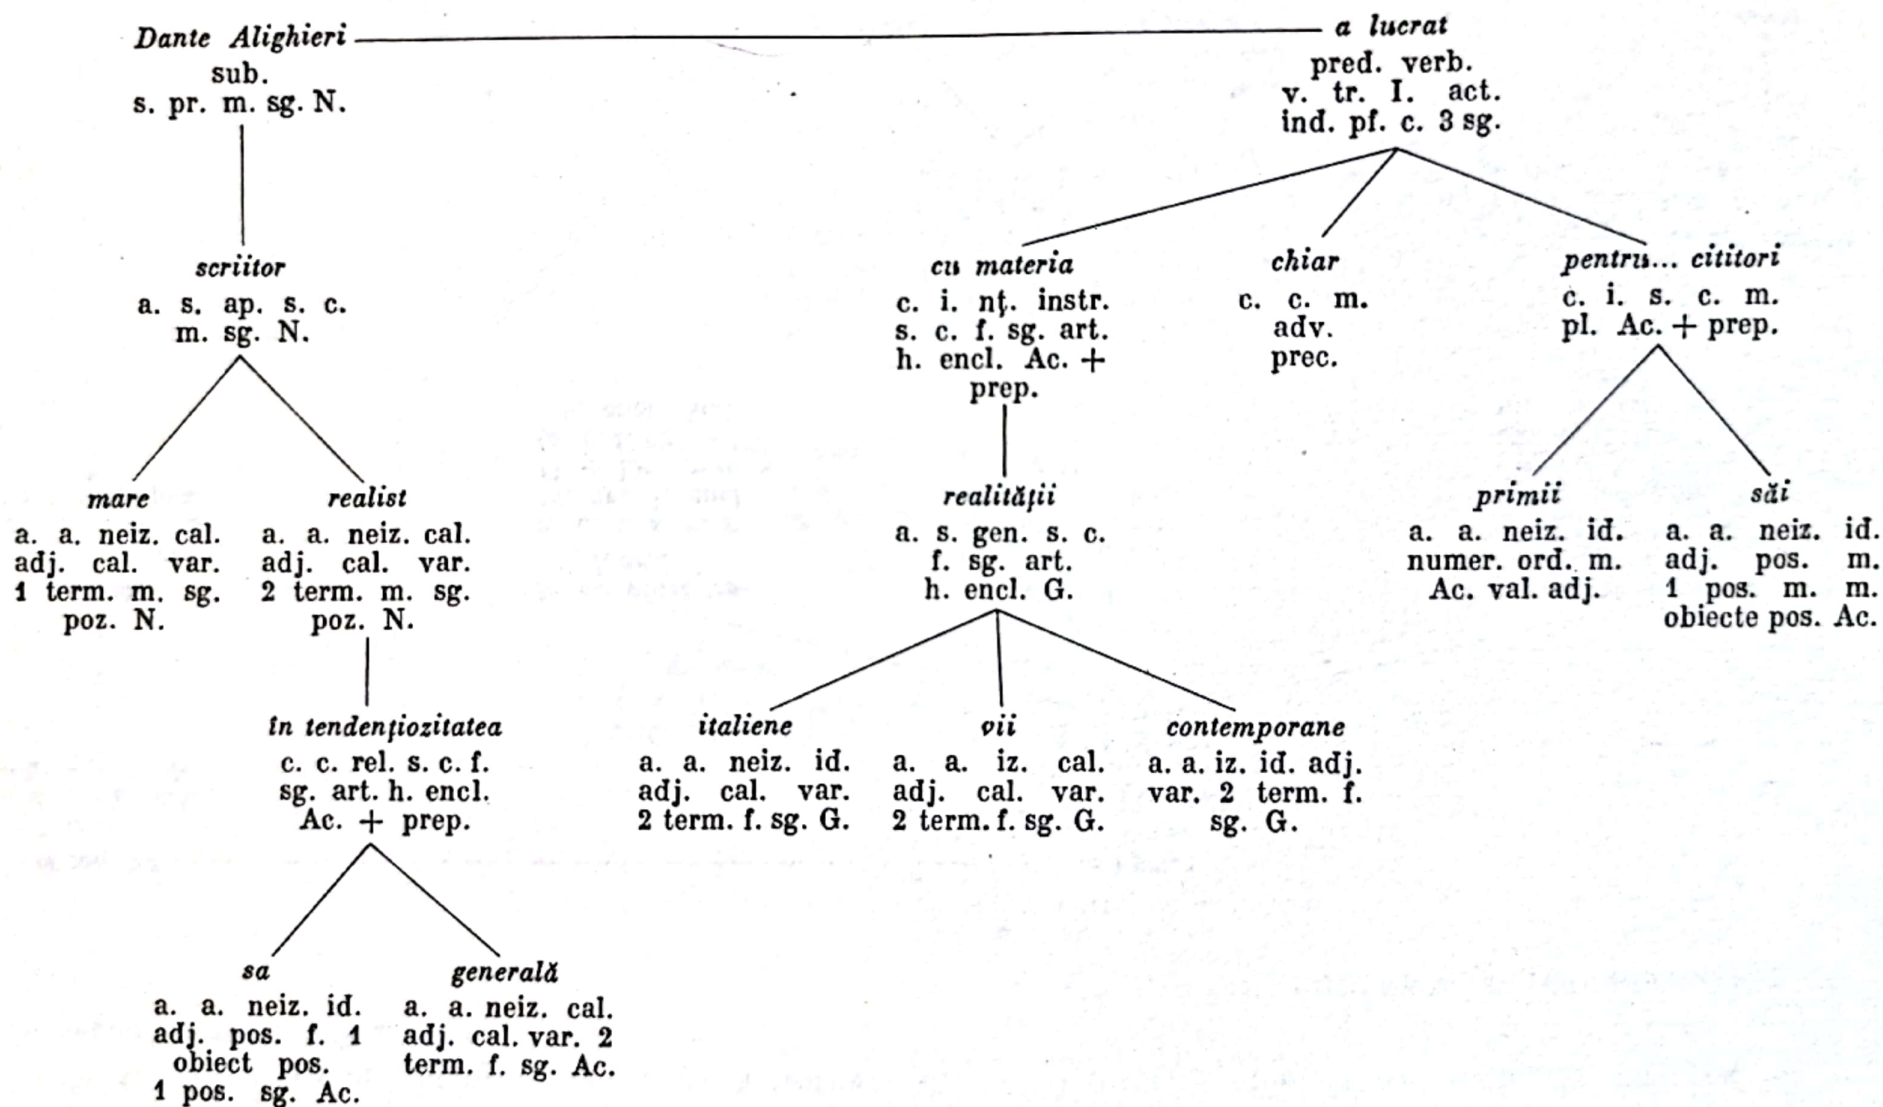 Dante Alighieri
sub.
s. pr. m. sg. N.
a lucrat
pred. verb.
v. tr. I. act.
ind. pf. c. 3 sg.
scriitor
a. s. ap. s. c.
m. sg. N.
cu materia
c. i. nț. instr.
s. c. f. sg. art.
h. encl. Ac. +
prep.
chiar
c. c. m.
adv.
prec.
pentru... cititori
c. i. s. c. m.
pl. Ac. + prep.
mare
a. a. neiz. cal.
adj. cal. var.
1 term. m. sg.
poz. N.
realist
a. a. neiz. cal.
adj. cal. var.
2 term. m. sg.
poz. N.
realității
a. s. gen. s. c.
f. sg. art.
h. encl. G.
primii
a. a. neiz. id.
numer. ord. m.
Ac. val. adj.
săi
a. a. neiz. id.
adj. pos. m.
1 pos. m. m.
obiecte pos. Ac.
în tendențiozitatea
c. c. rel. s. c. f.
sg. art. h. encl.
Ac. + prep.
italiene
a. a. neiz. id.
adj. cal. var.
2 term. f. sg. G.
vii
a. a. iz. cal.
adj. cal. var.
2 term. f. sg. G.
contemporane
a. a. iz. id. adj.
var. 2 term. f.
sg. G.
sa
a. a. neiz. id.
adj. pos. f. 1
obiect pos.
1 pos. sg. Ac.
generală
a. a. neiz. cal.
adj. cal. var. 2
term. f. sg. Ac.